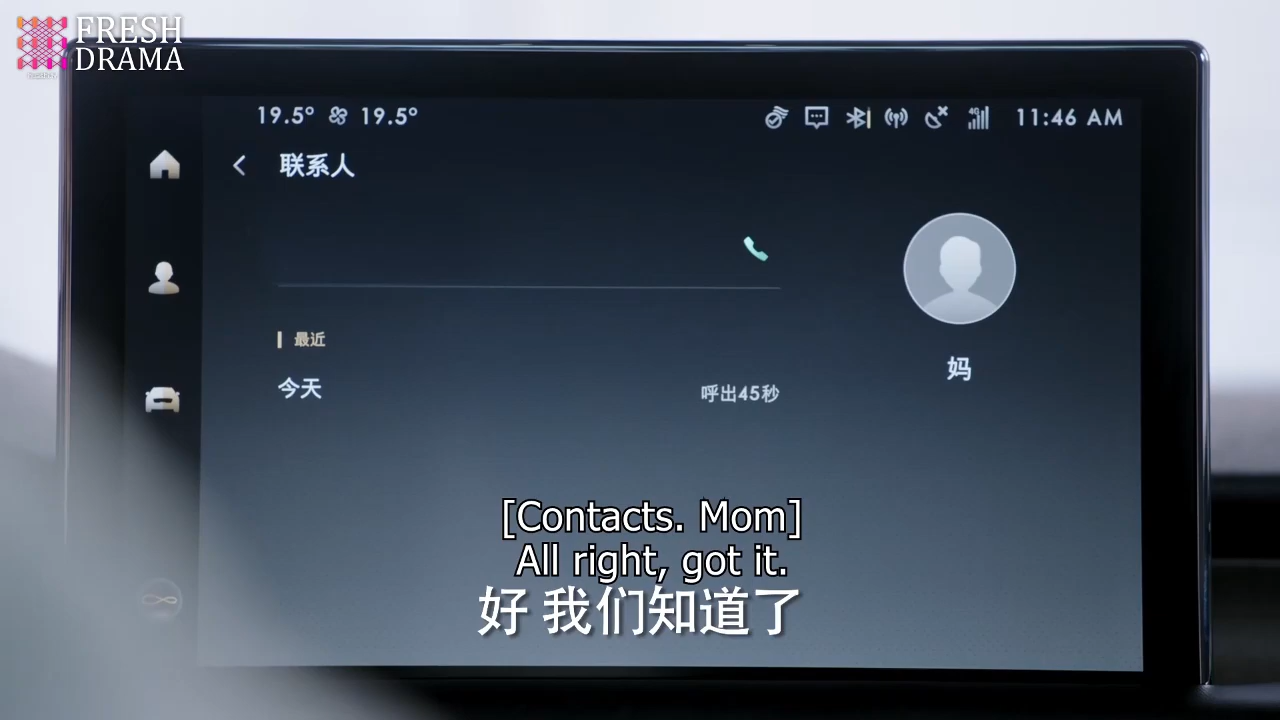 FRESH
DRAMA
19.5° 19.5°
4G
11:46 AM
联系人
最近
今天
呼出45秒
妈
[Contacts. Mom]
All right, got it.
好 我们知道了